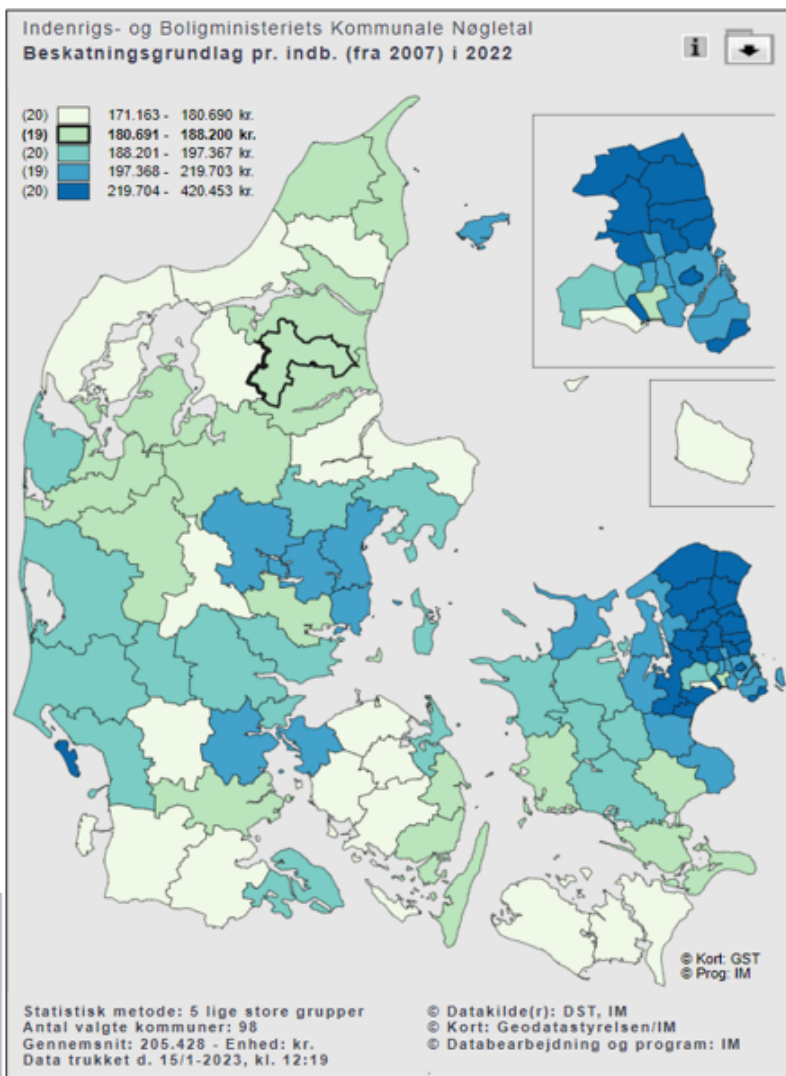 Indenrigs- og Boligministeriets Kommunale Nøgletal
Beskatningsgrundlag pr. indb. (fra 2007) i 2022
i
(20) 171.163 - 180.690 kr.
(19) 180.691 - 188.200 kr.
(20) 188.201 - 197.367 kr.
(19) 197.368 - 219.703 kr.
(20) 219.704 - 420.453 kr.
© Kort: GST
© Prog: IM
Statistisk metode: 5 lige store grupper
Antal valgte kommuner: 98
Gennemsnit: 205.428 - Enhed: kr.
Data trukket d. 15/1-2023, kl. 12:19
© Datakilde(r): DST, IM
© Kort: Geodatastyrelsen/IM
© Databearbejdning og program: IM